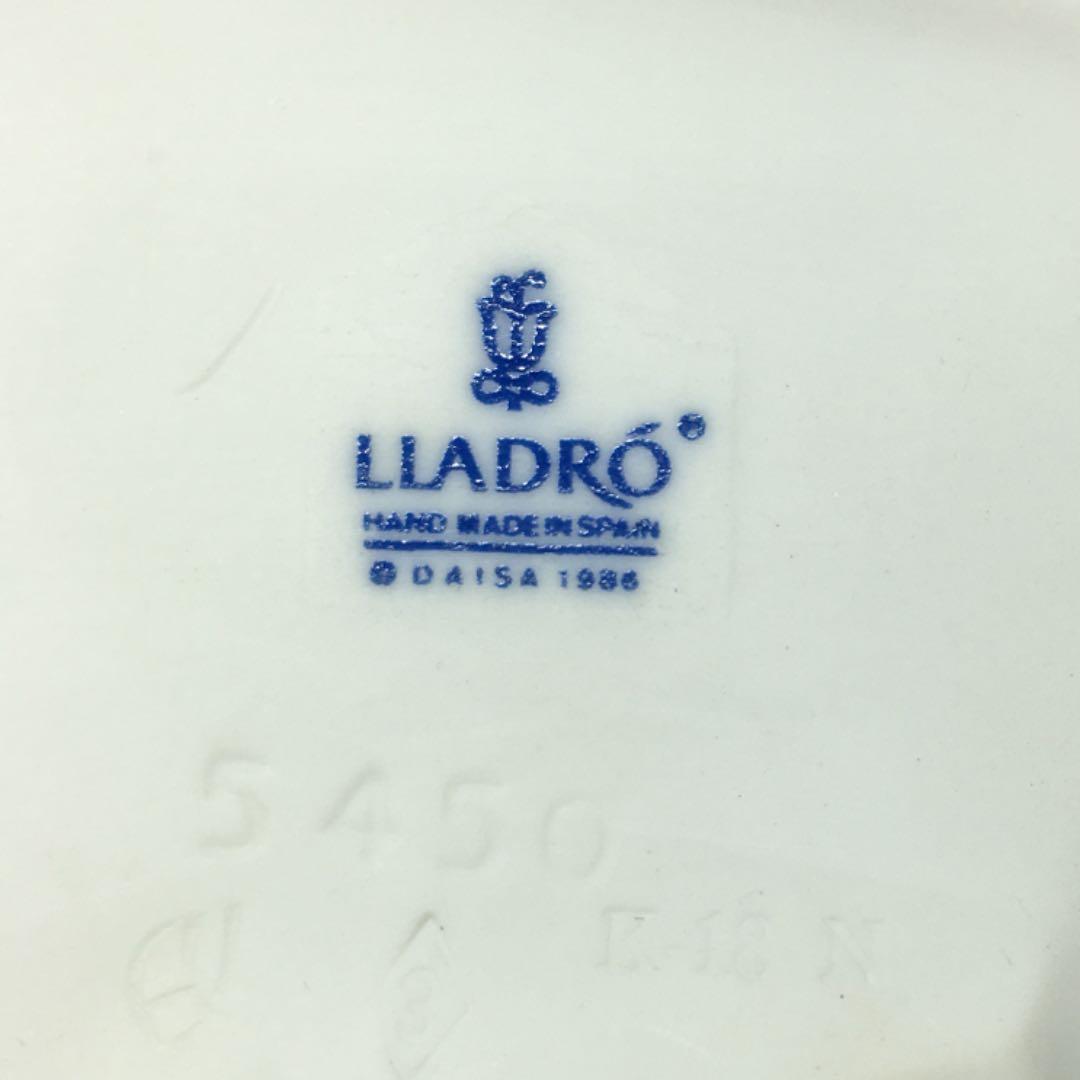 LLADRÓ
HAND MADE IN SPAIN
© DAISA 1986
5450